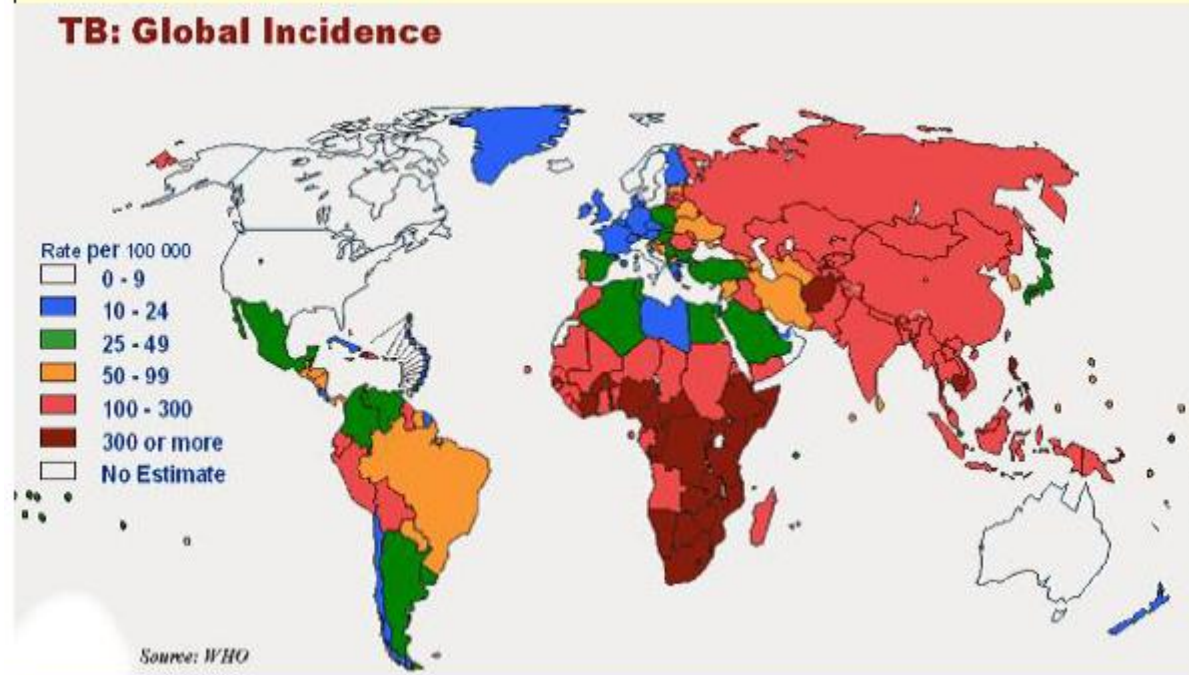 TB: Global Incidence
Rate per 100 000
0 - 9
10 - 24
25 - 49
50 - 99
100 - 300
300 or more
No Estimate
Source: WHO